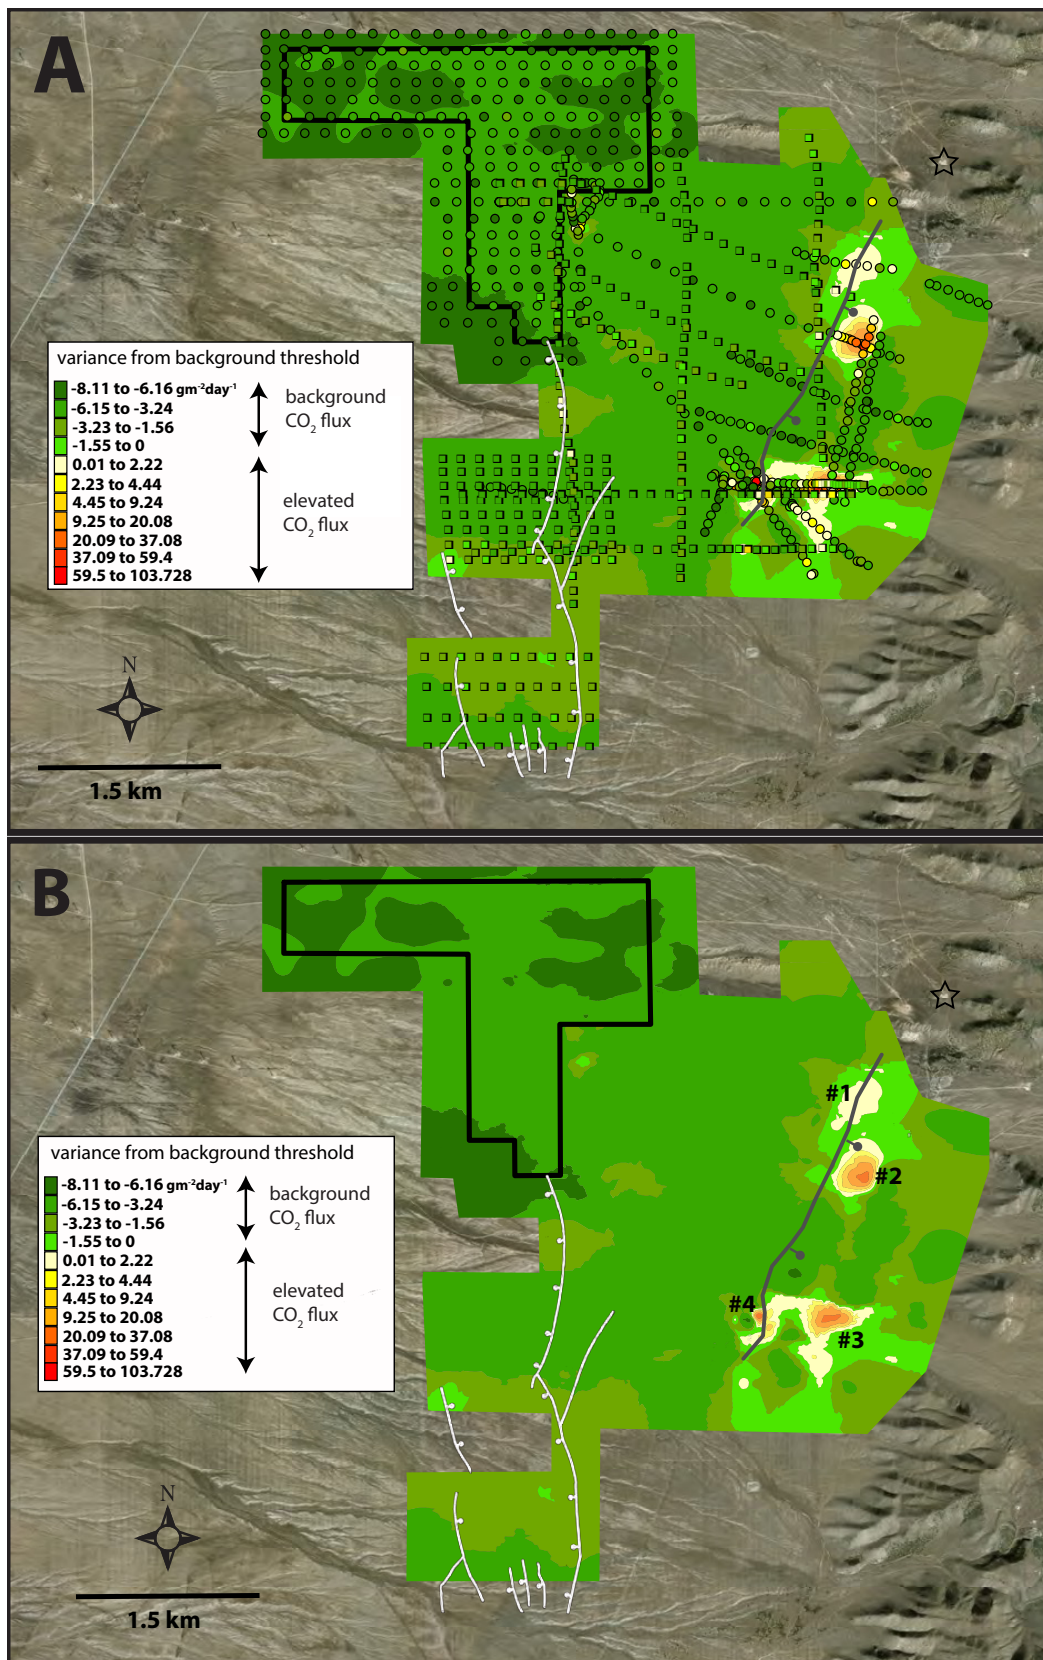 A
variance from background threshold
-8.11 to -6.16 gm⁻²day⁻¹
-6.15 to -3.24
-3.23 to -1.56
-1.55 to 0
0.01 to 2.22
2.23 to 4.44
4.45 to 9.24
9.25 to 20.08
20.09 to 37.08
37.09 to 59.4
59.5 to 103.728
background
CO₂ flux
elevated
CO₂ flux
N
1.5 km
B
#1
#2
#4
#3
variance from background threshold
-8.11 to -6.16 gm⁻²day⁻¹
-6.15 to -3.24
-3.23 to -1.56
-1.55 to 0
0.01 to 2.22
2.23 to 4.44
4.45 to 9.24
9.25 to 20.08
20.09 to 37.08
37.09 to 59.4
59.5 to 103.728
background
CO₂ flux
elevated
CO₂ flux
N
1.5 km